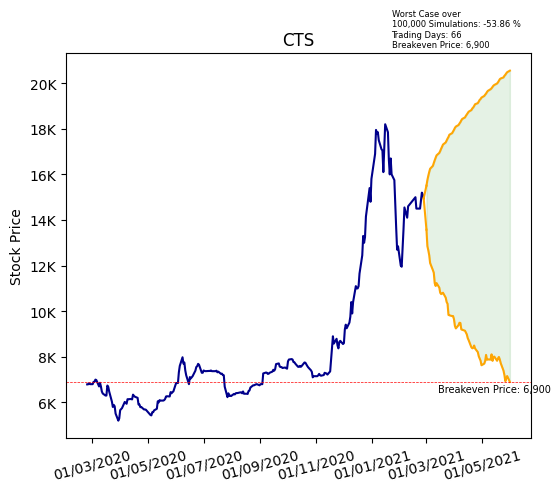 Worst Case over
100,000 Simulations: -53.86 %
Trading Days: 66
Breakeven Price: 6,900
CTS
Stock Price
20K
18K
16K
14K
12K
10K
8K
6K
Breakeven Price: 6,900
01/03/2020 01/05/2020 01/07/2020 01/09/2020 01/11/2020 01/01/2021 01/03/2021 01/05/2021